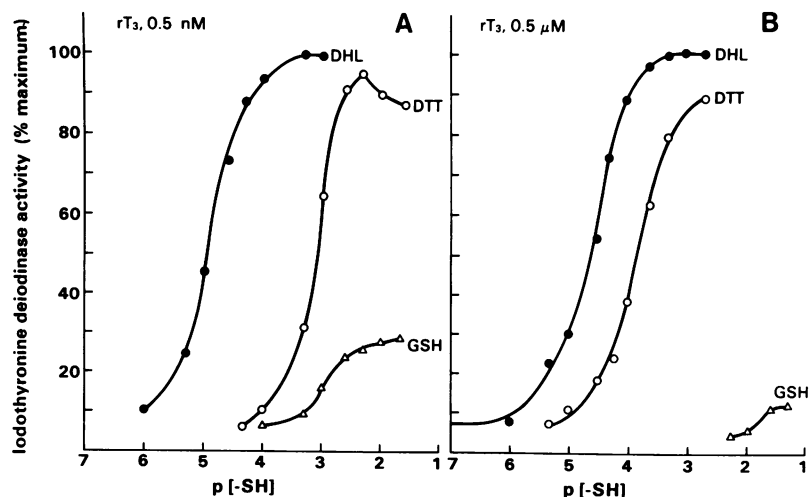 rT₃, 0.5 nM
A
Iodothyronine deiodinase activity (% maximum)
100
80
60
40
20
DHL
DTT
GSH
7 6 5 4 3 2 1
p [-SH]
rT₃, 0.5 μM
B
DHL
DTT
GSH
7 6 5 4 3 2 1
p [-SH]